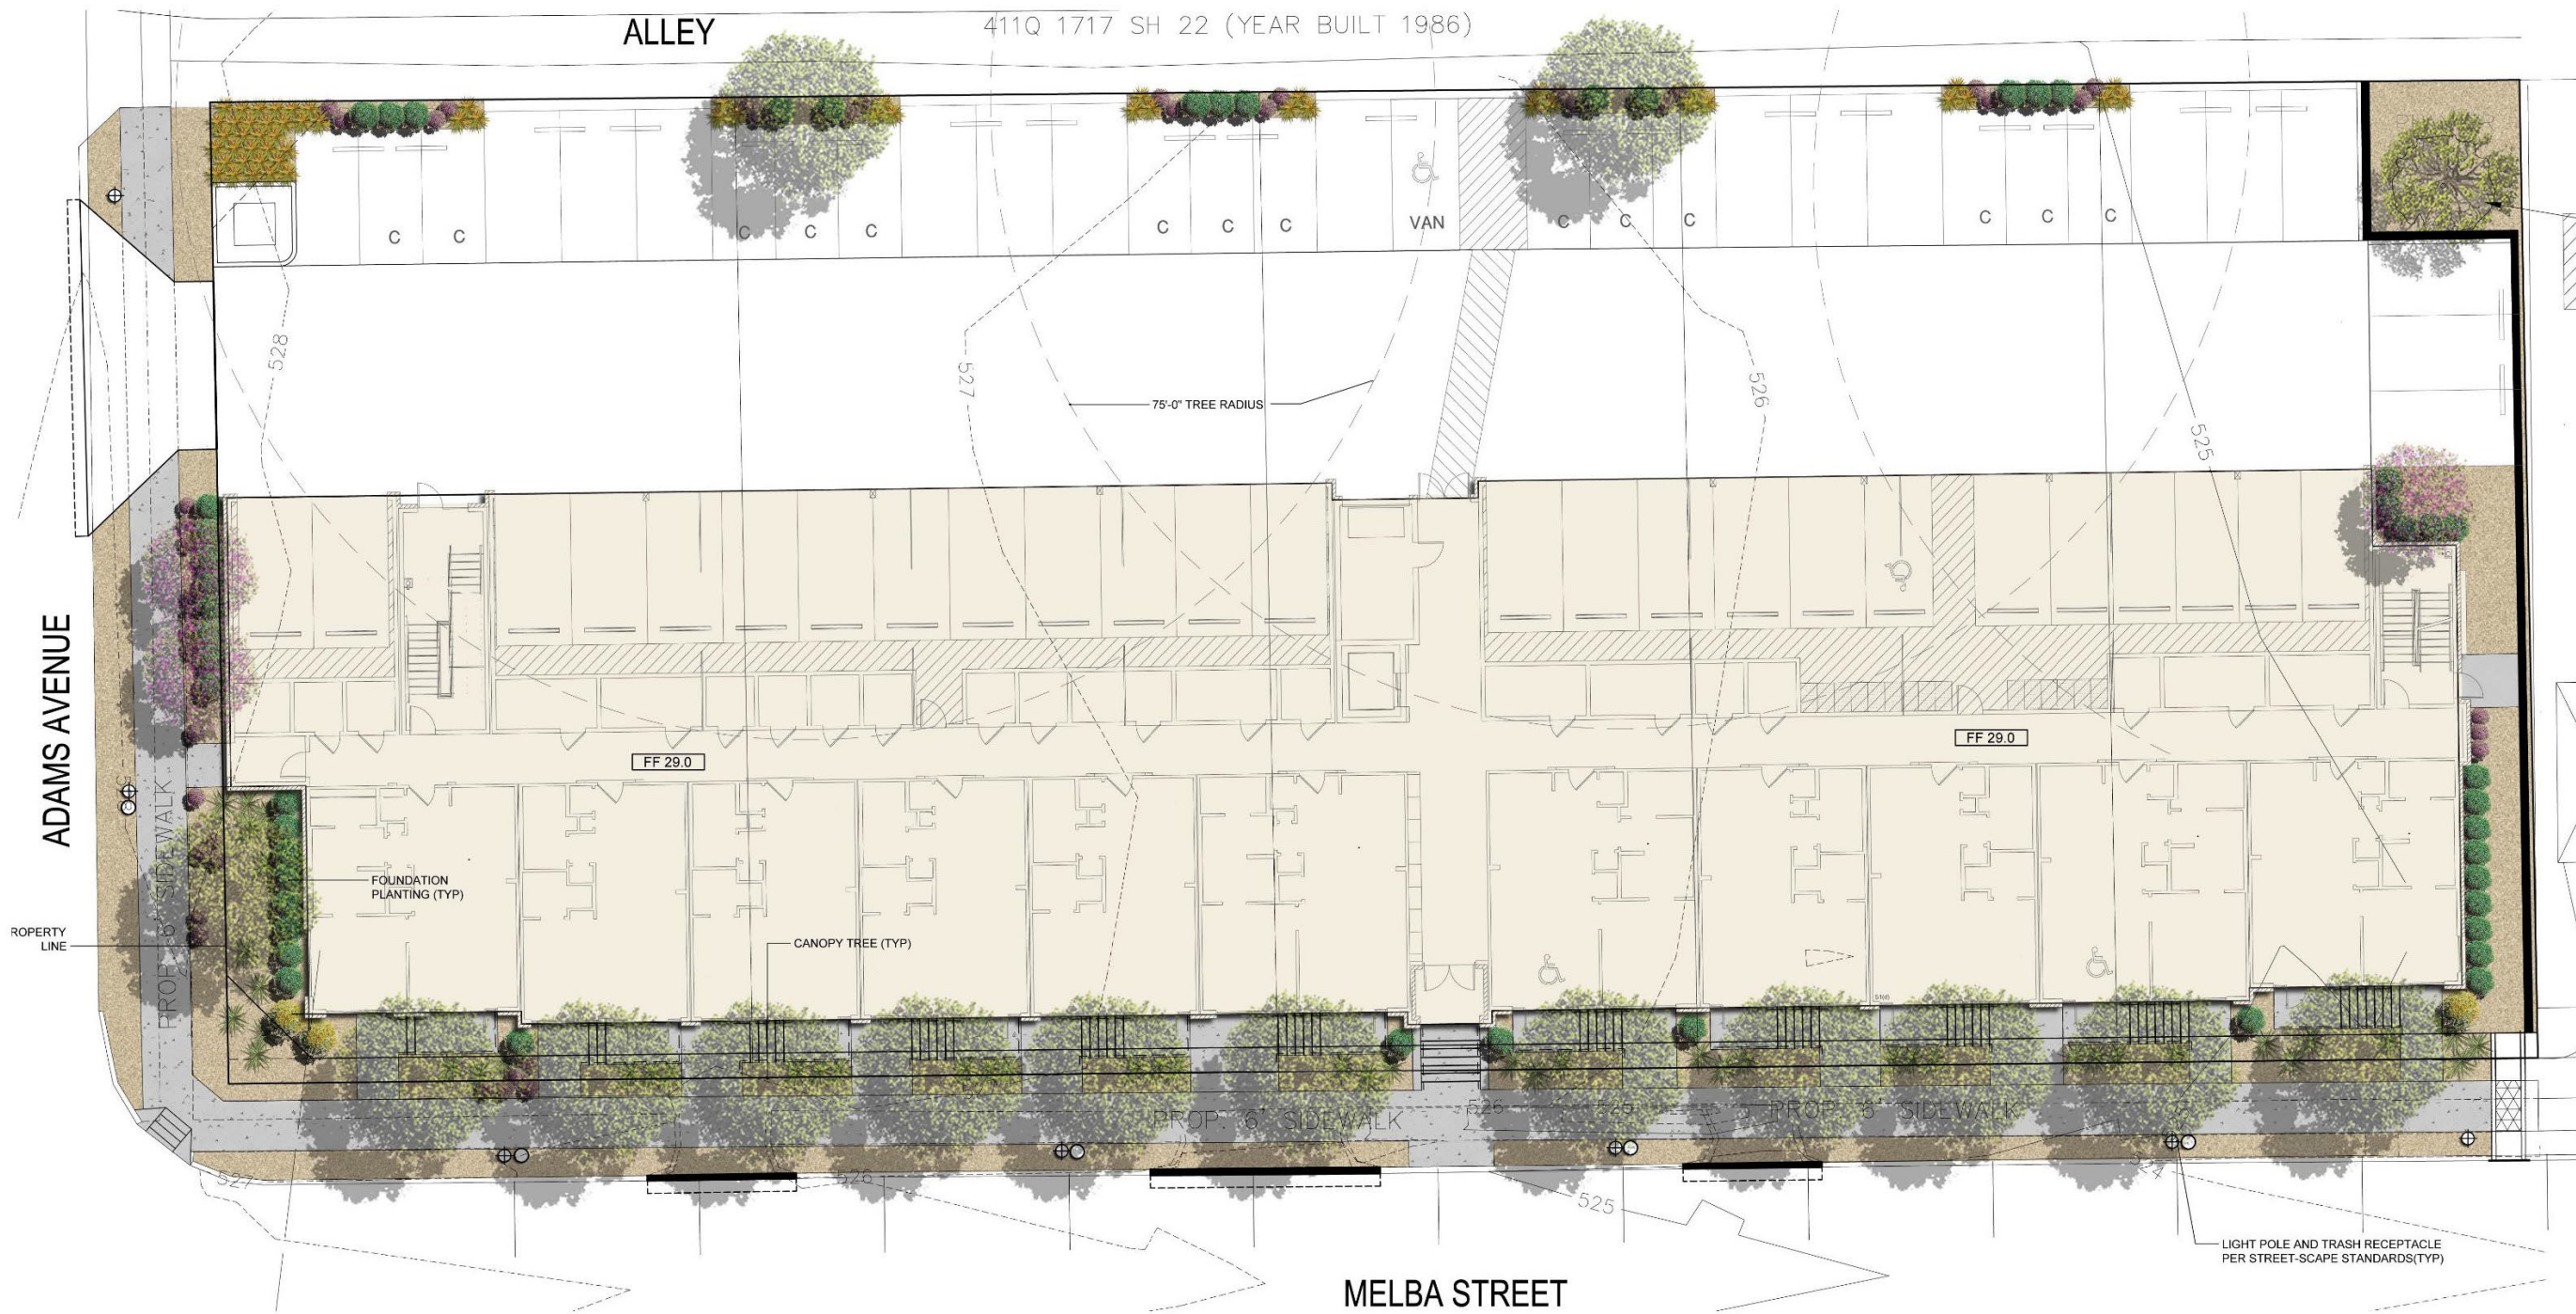 ALLEY
411Q 1717 SH 22 (YEAR BUILT 1986)
C
C
C
C
C
C
C
C
VAN
C
C
C
C
C
C
528
527
75'-0" TREE RADIUS
526
525
ADAMS AVENUE
FF 29.0
FF 29.0
PROP. 6' SIDEWALK
FOUNDATION
PLANTING (TYP)
ROPERTY
LINE
CANOPY TREE (TYP)
PROP. 6' SIDEWALK
526
525
PROP. 6' SIDEWALK
527
526
525
524
LIGHT POLE AND TRASH RECEPTACLE
PER STREET-SCAPE STANDARDS(TYP)
MELBA STREET